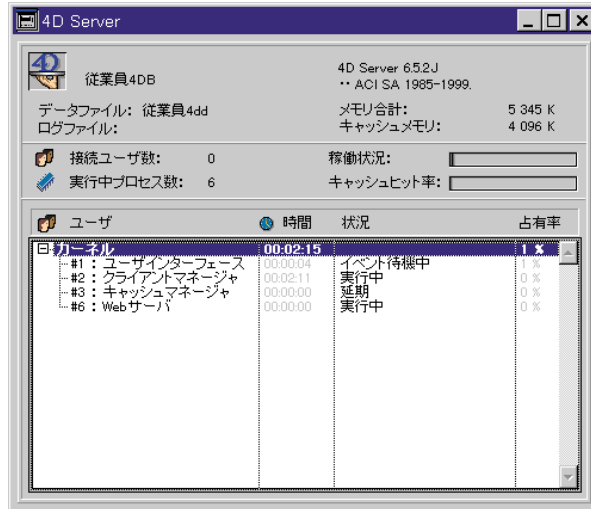 4D Server
従業員4DB
4D Server 6.5.2J
·· ACI SA 1985-1999.
データファイル: 従業員4dd
メモリ合計: 5 345 K
ログファイル:
キャッシュメモリ: 4 096 K
接続ユーザ数: 0
稼働状況:
実行中プロセス数: 6
キャッシュヒット率:
ユーザ 時間 状況 占有率
カーネル 00:02:15 1 %
#1 : ユーザインターフェース 00:00:04 イベント待機中 1 %
#2 : クライアントマネージャ 00:02:11 実行中 0 %
#3 : キャッシュマネージャ 00:00:00 延期 0 %
#6 : Webサーバ 00:00:00 実行中 0 %